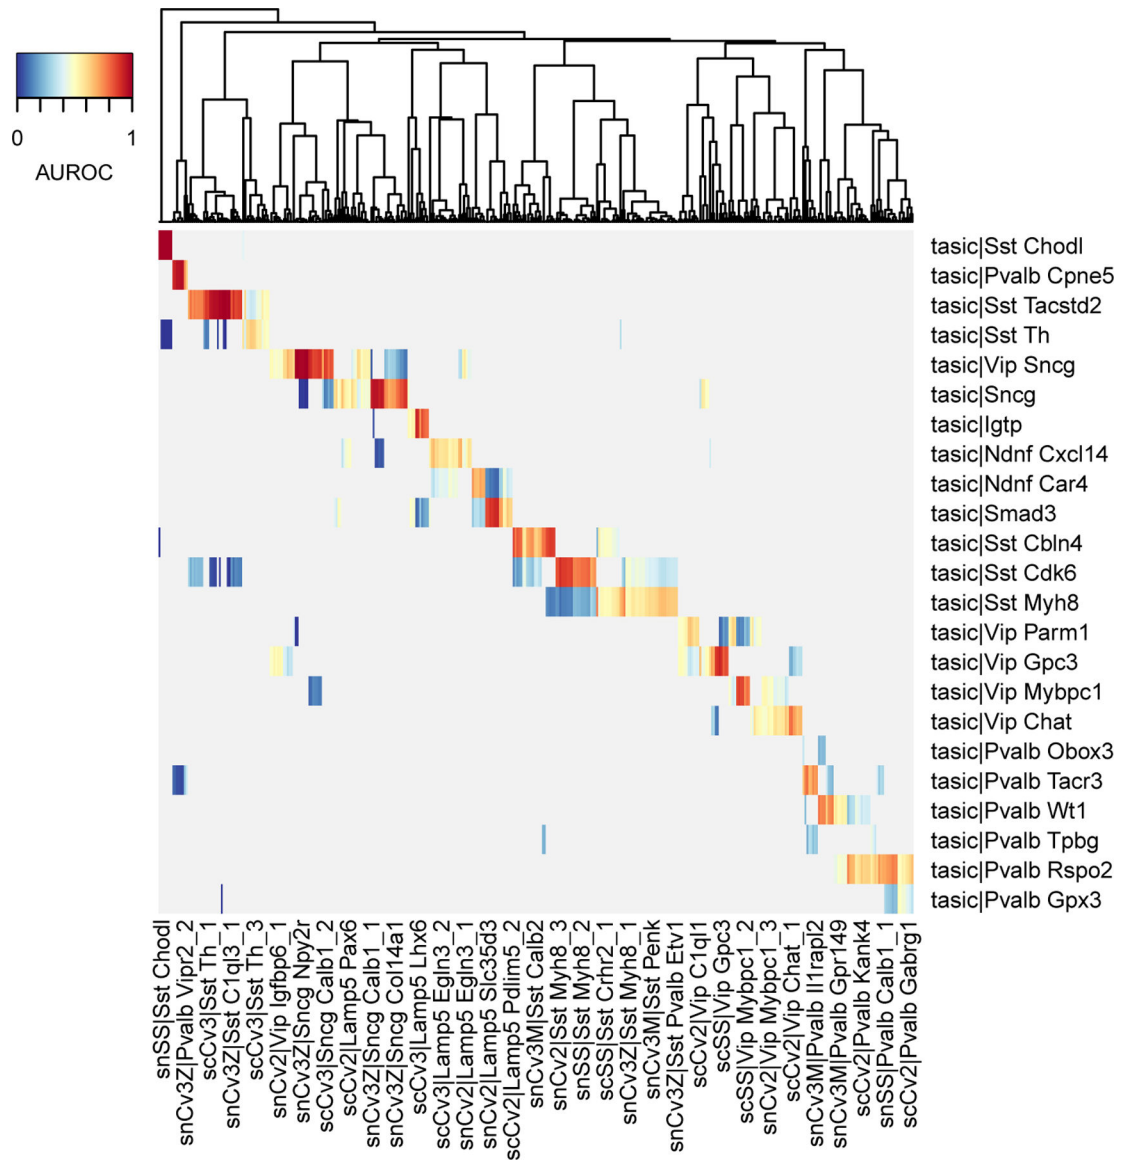 0
1
AUROC
tasic|Sst Chodl
tasic|Pvalb Cpne5
tasic|Sst Tacstd2
tasic|Sst Th
tasic|Vip Sncg
tasic|Sncg
tasic|Igtp
tasic|Ndnf Cxcl14
tasic|Ndnf Car4
tasic|Smad3
tasic|Sst Cbln4
tasic|Sst Cdk6
tasic|Sst Myh8
tasic|Vip Parm1
tasic|Vip Gpc3
tasic|Vip Mybpc1
tasic|Vip Chat
tasic|Pvalb Obox3
tasic|Pvalb Tacr3
tasic|Pvalb Wt1
tasic|Pvalb Tpbg
tasic|Pvalb Rspo2
tasic|Pvalb Gpx3
snSS|Sst Chodl
snCv3Z|Pvalb Vipr2_2
scCv3|Sst Th_1
snCv3Z|Sst C1ql3_1
scCv3|Sst Th_3
snCv2|Vip Igfbp6_1
snCv3Z|Sncg Npy2r
scCv3|Sncg Calb1_2
scCv2|Lamp5 Pax6
snCv3Z|Sncg Calb1_1
snCv3Z|Sncg Col14a1
scCv3|Lamp5 Lhx6
scCv3|Lamp5 Egln3_2
snCv2|Lamp5 Egln3_1
snCv2|Lamp5 Slc35d3
scCv2|Lamp5 Pdlim5_2
snCv3M|Sst Calb2
snCv2|Sst Myh8_3
snSS|Sst Myh8_2
scSS|Sst Crhr2_1
snCv3Z|Sst Myh8_1
snCv3M|Sst Penk
snCv3Z|Sst Pvalb Etv1
scCv2|Vip C1ql1
scSS|Vip Gpc3
scSS|Vip Mybpc1_2
snCv2|Vip Mybpc1_3
scCv2|Vip Chat_1
snCv3M|Pvalb Il1rapl2
snCv3M|Pvalb Gpr149
scCv2|Pvalb Kank4
snSS|Pvalb Calb1_1
scCv2|Pvalb Gabrg1